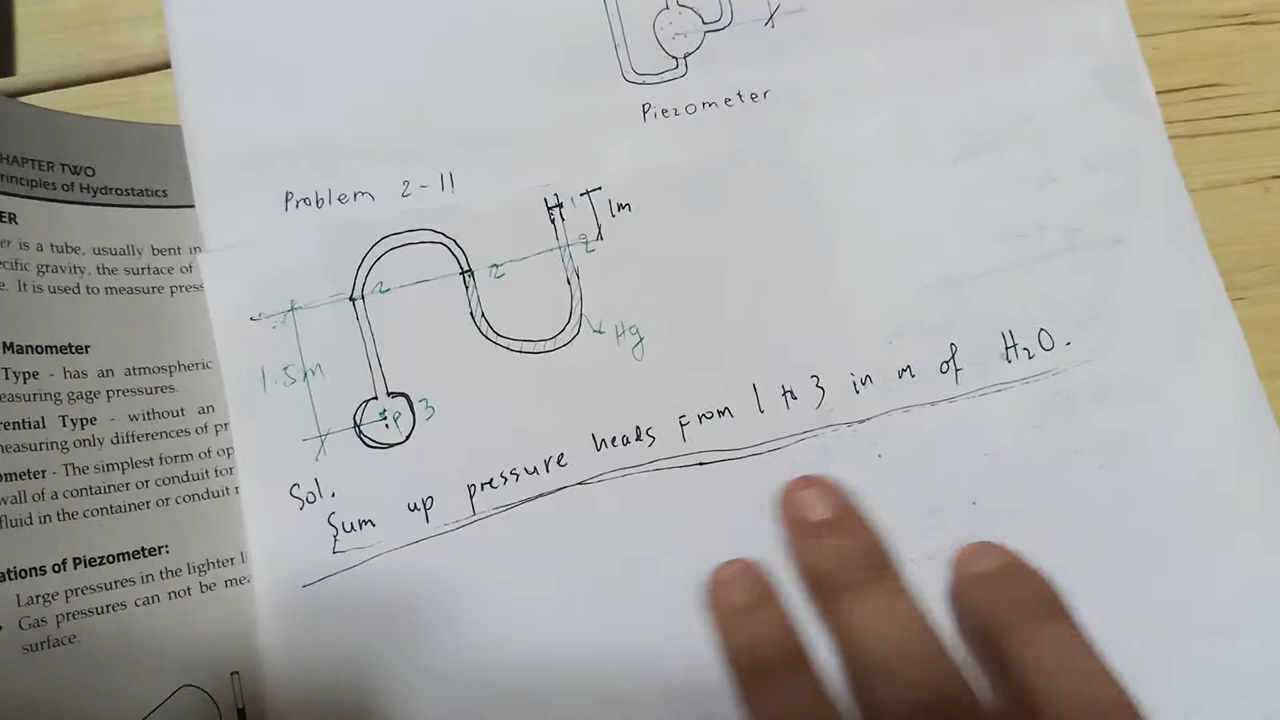 Piezometer
HAPTER TWO
rinciples of Hydrostatics
Problem 2-11
1
1m
ER
er is a tube, usually bent in
ecific gravity, the surface of
e. It is used to measure press
2
2
2
Hg
1.5m
P 3
Manometer
Type - has an atmospheric
easuring gage pressures.
rential Type - without an
measuring only differences of pr
ometer - The simplest form of op
wall of a container or conduit for
fluid in the container or conduit
Sol.
Sum up pressure heads from 1 to 3 in m of H₂O.
ations of Piezometer:
Large pressures in the lighter li
Gas pressures can not be mea
surface.